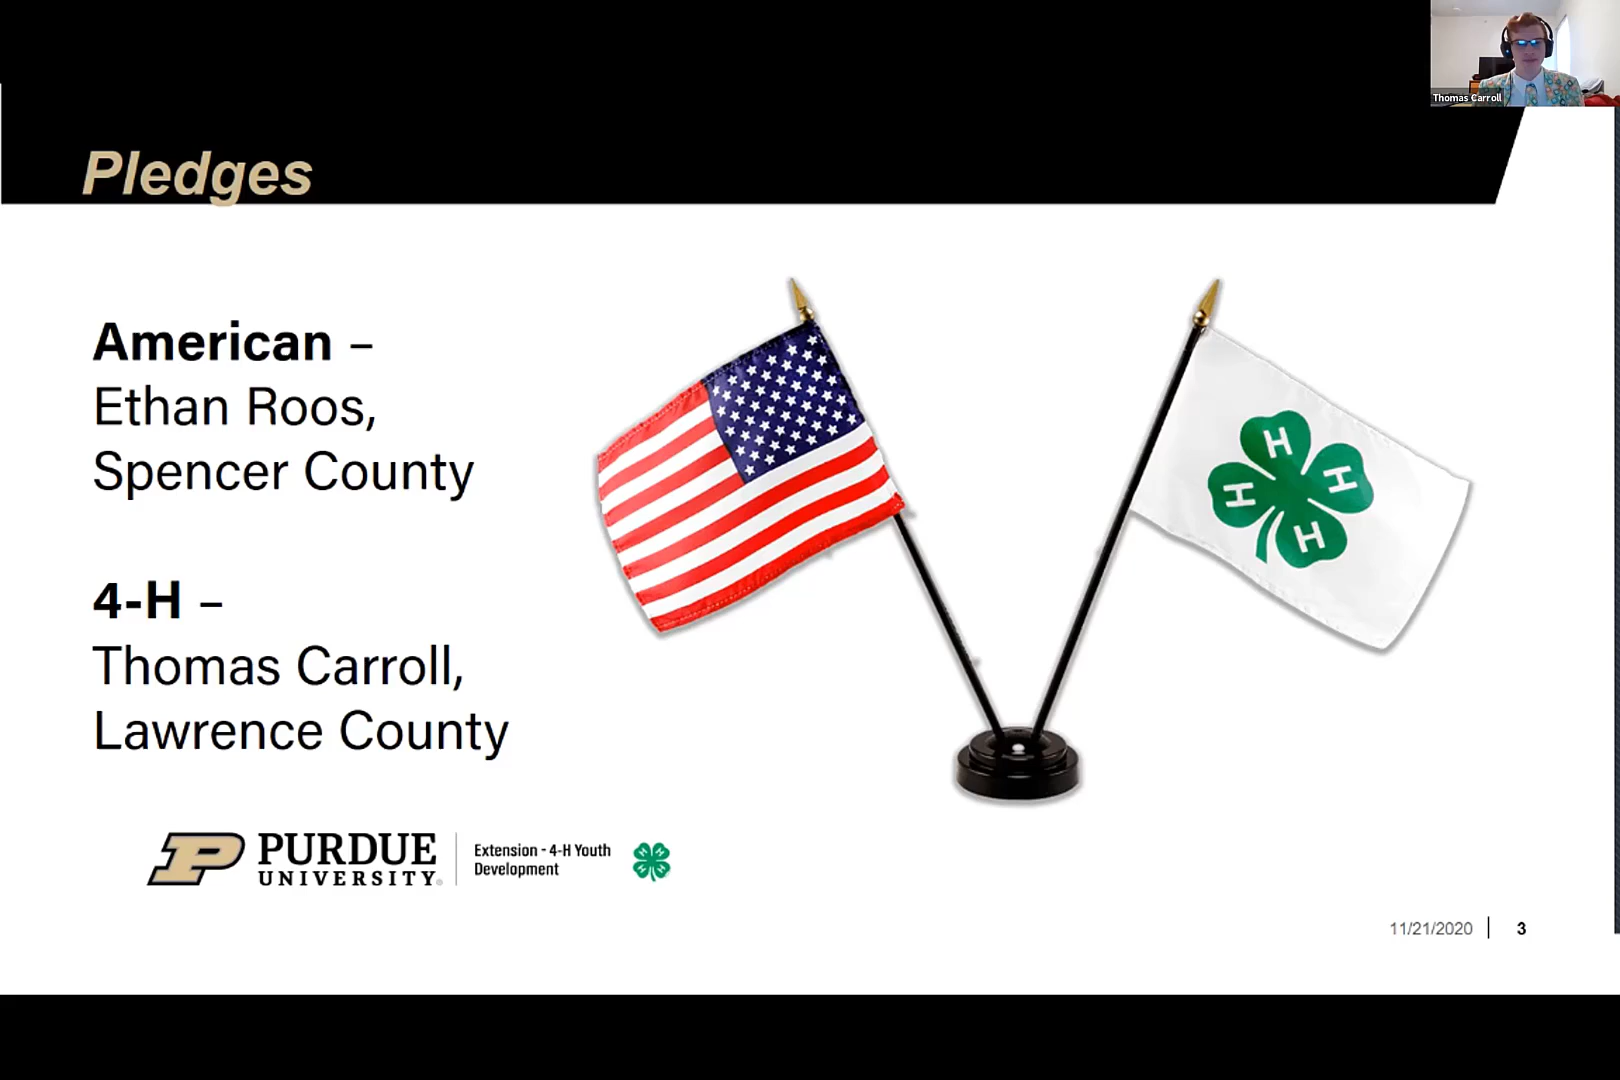 Thomas Carroll
Pledges
American –
Ethan Roos,
Spencer County
4-H –
Thomas Carroll,
Lawrence County
H
H
H
H
P PURDUE
UNIVERSITY®
Extension - 4-H Youth
Development
H H
H H
11/21/2020 | 3